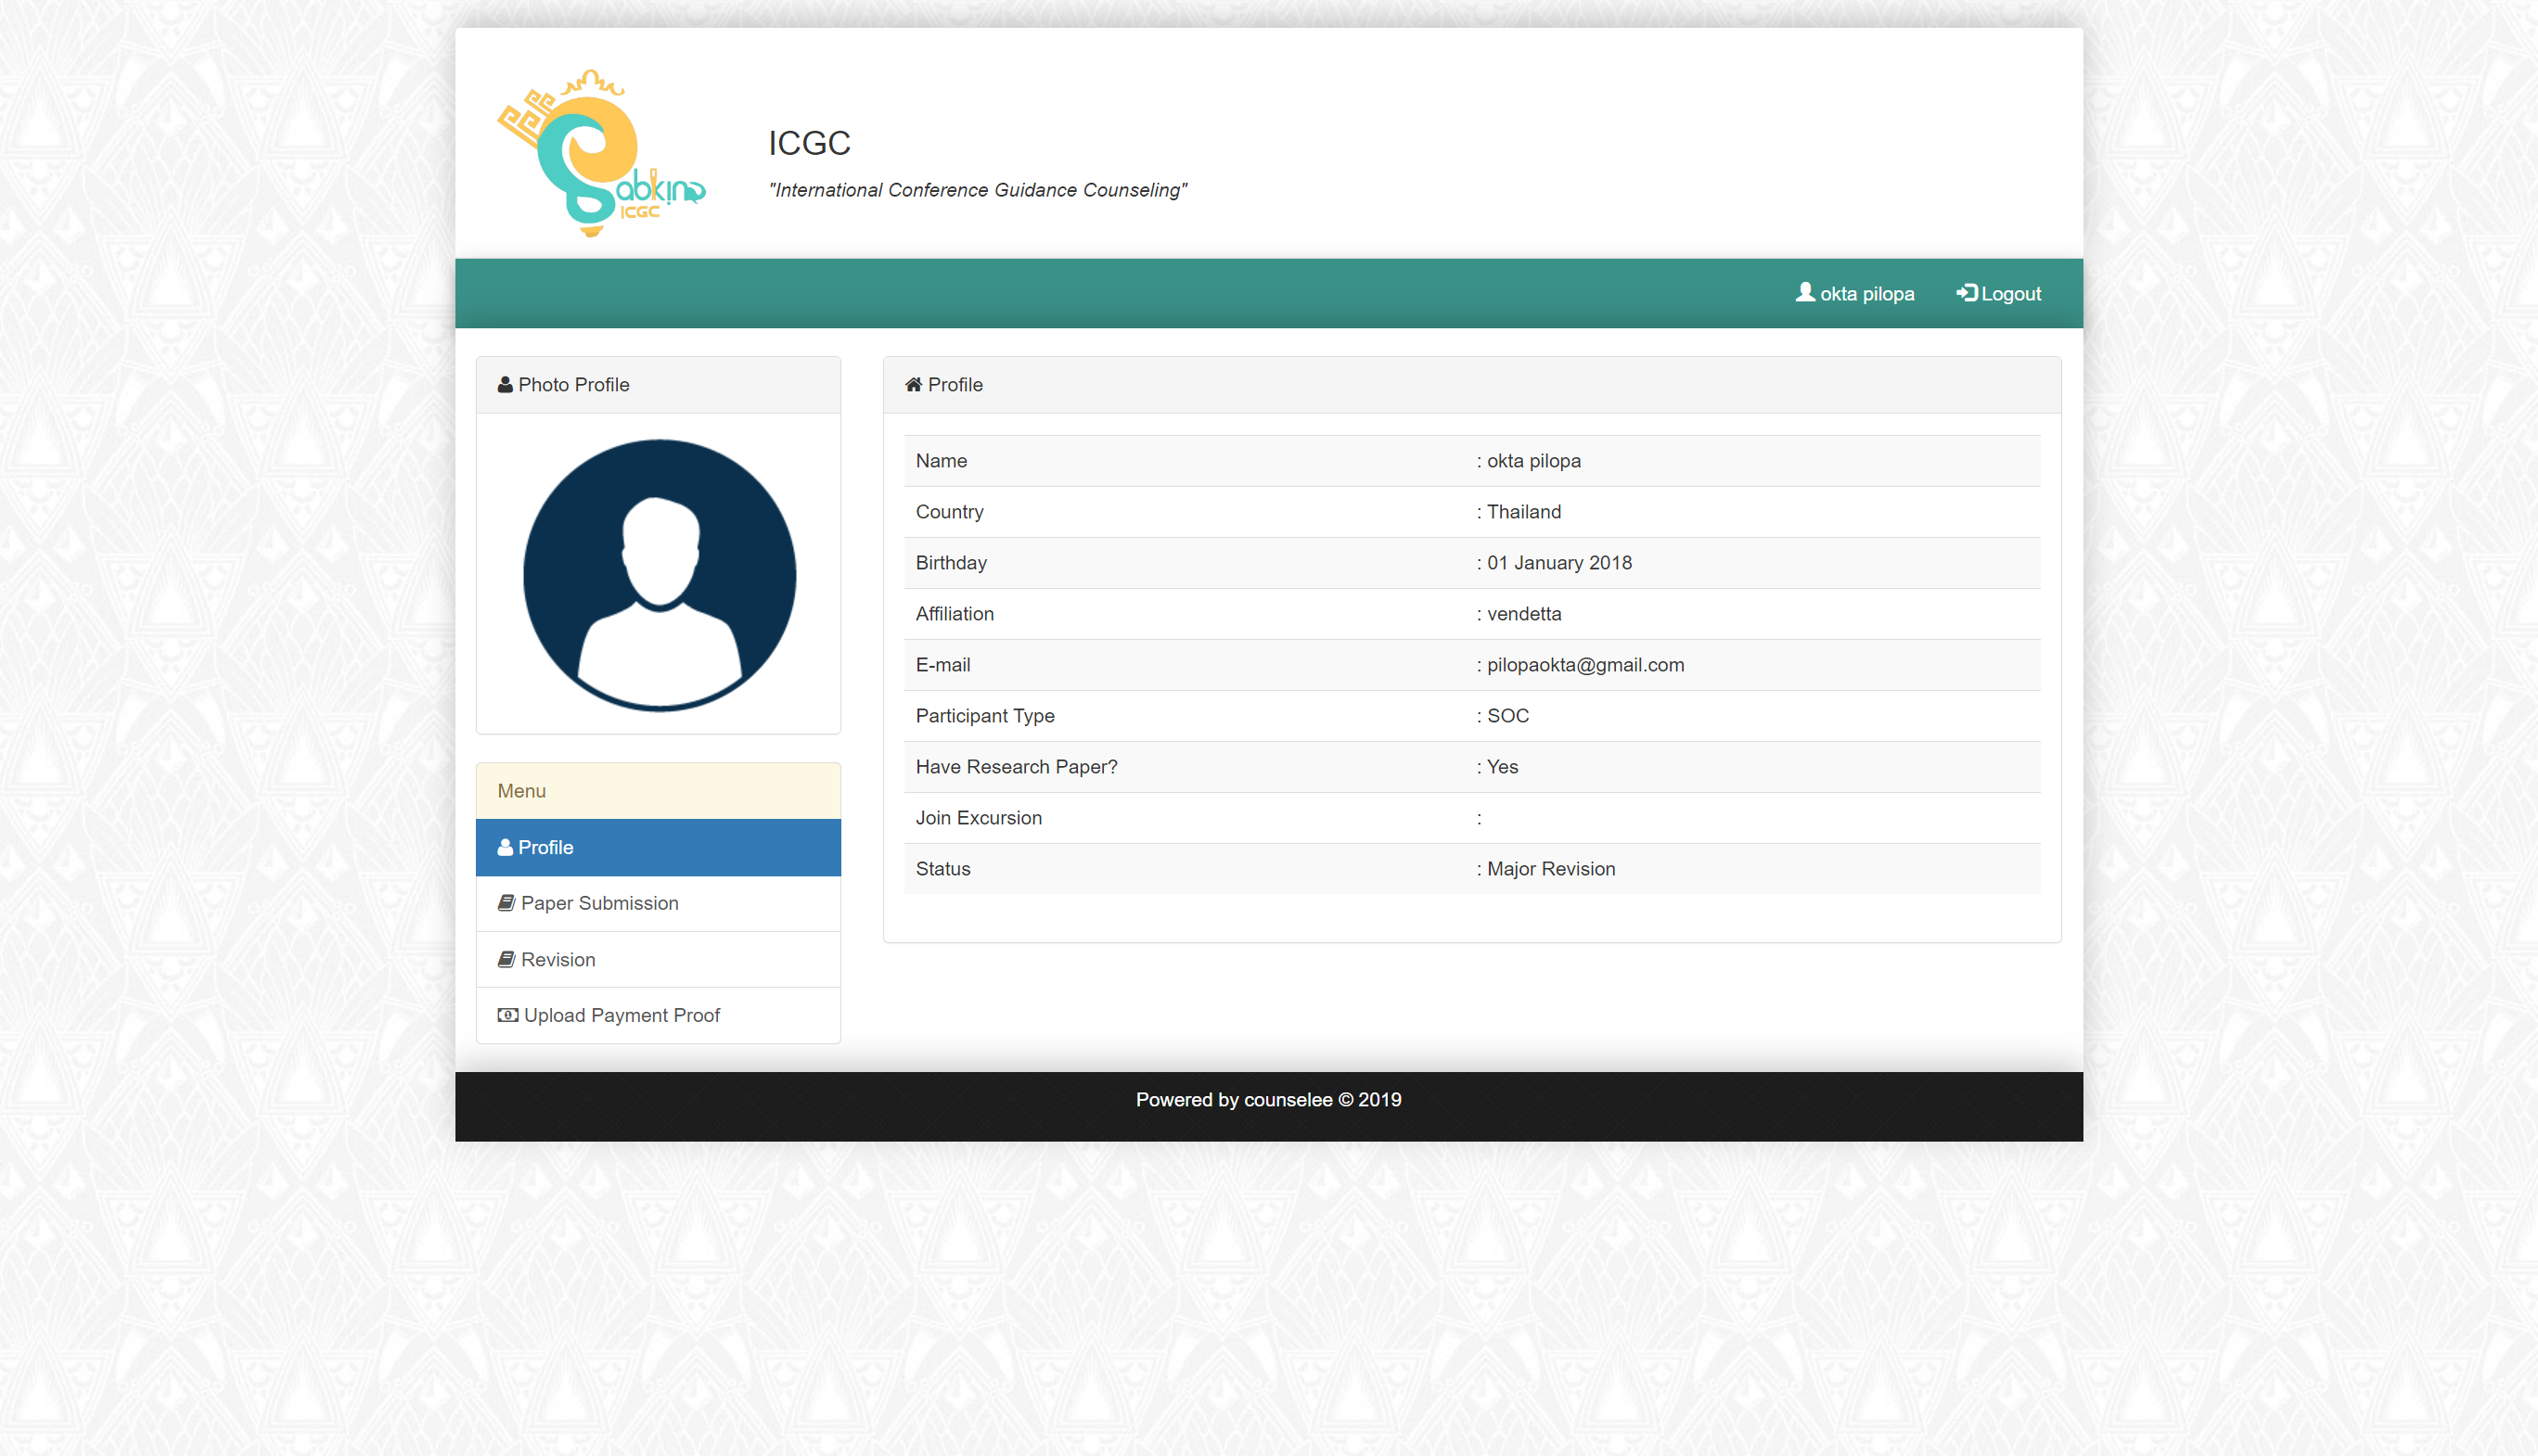 abkin
ICGC
ICGC
"International Conference Guidance Counseling"
okta pilopa
Logout
Photo Profile
Menu
Profile
Paper Submission
Revision
Upload Payment Proof
Profile
Name : okta pilopa
Country : Thailand
Birthday : 01 January 2018
Affiliation : vendetta
E-mail : pilopaokta@gmail.com
Participant Type : SOC
Have Research Paper? : Yes
Join Excursion :
Status : Major Revision
Powered by counselee © 2019